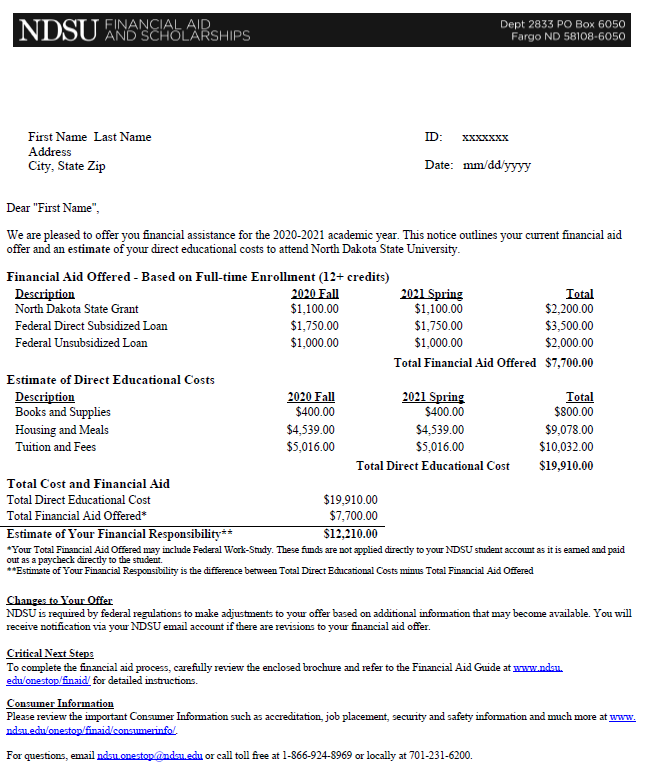 NDSU FINANCIAL AID AND SCHOLARSHIPS
Dept 2833 PO Box 6050
Fargo ND 58108-6050
First Name Last Name
Address
City, State Zip
ID: xxxxxxx
Date: mm/dd/yyyy
Dear "First Name",
We are pleased to offer you financial assistance for the 2020-2021 academic year. This notice outlines your current financial aid
offer and an estimate of your direct educational costs to attend North Dakota State University.
Financial Aid Offered - Based on Full-time Enrollment (12+ credits)
Description 2020 Fall 2021 Spring Total
North Dakota State Grant $1,100.00 $1,100.00 $2,200.00
Federal Direct Subsidized Loan $1,750.00 $1,750.00 $3,500.00
Federal Unsubsidized Loan $1,000.00 $1,000.00 $2,000.00
Total Financial Aid Offered $7,700.00
Estimate of Direct Educational Costs
Description 2020 Fall 2021 Spring Total
Books and Supplies $400.00 $400.00 $800.00
Housing and Meals $4,539.00 $4,539.00 $9,078.00
Tuition and Fees $5,016.00 $5,016.00 $10,032.00
Total Direct Educational Cost $19,910.00
Total Cost and Financial Aid
Total Direct Educational Cost $19,910.00
Total Financial Aid Offered* $7,700.00
Estimate of Your Financial Responsibility** $12,210.00
*Your Total Financial Aid Offered may include Federal Work-Study. These funds are not applied directly to your NDSU student account as it is earned and paid
out as a paycheck directly to the student.
**Estimate of Your Financial Responsibility is the difference between Total Direct Educational Costs minus Total Financial Aid Offered
Changes to Your Offer
NDSU is required by federal regulations to make adjustments to your offer based on additional information that may become available. You will
receive notification via your NDSU email account if there are revisions to your financial aid offer.
Critical Next Steps
To complete the financial aid process, carefully review the enclosed brochure and refer to the Financial Aid Guide at www.ndsu.
edu/onestop/finaid/ for detailed instructions.
Consumer Information
Please review the important Consumer Information such as accreditation, job placement, security and safety information and much more at www.
ndsu.edu/onestop/finaid/consumerinfo/.
For questions, email ndsu.onestop@ndsu.edu or call toll free at 1-866-924-8969 or locally at 701-231-6200.